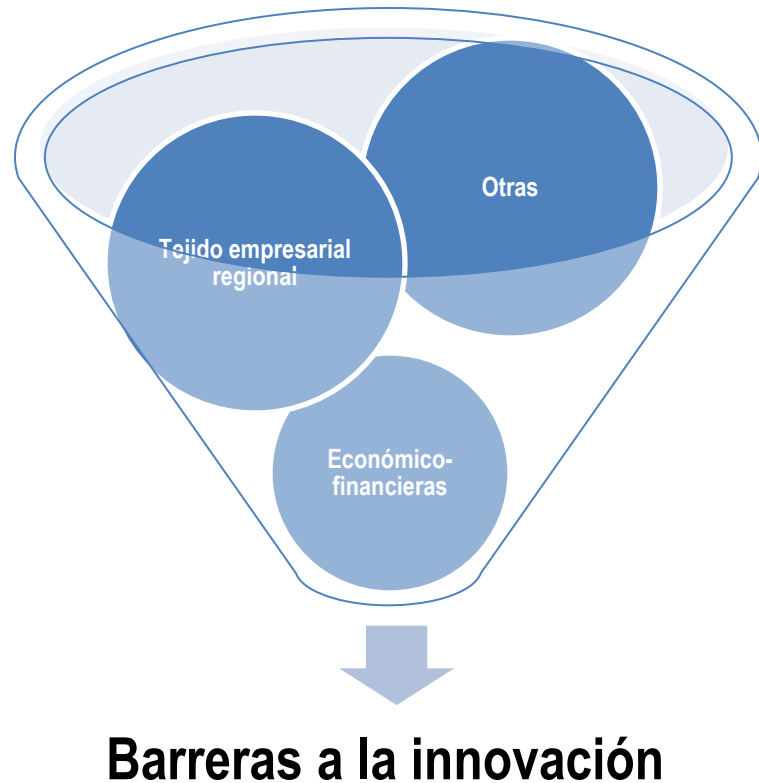 Otras
Tejido empresarial
regional
Económico-
financieras
Barreras a la innovación